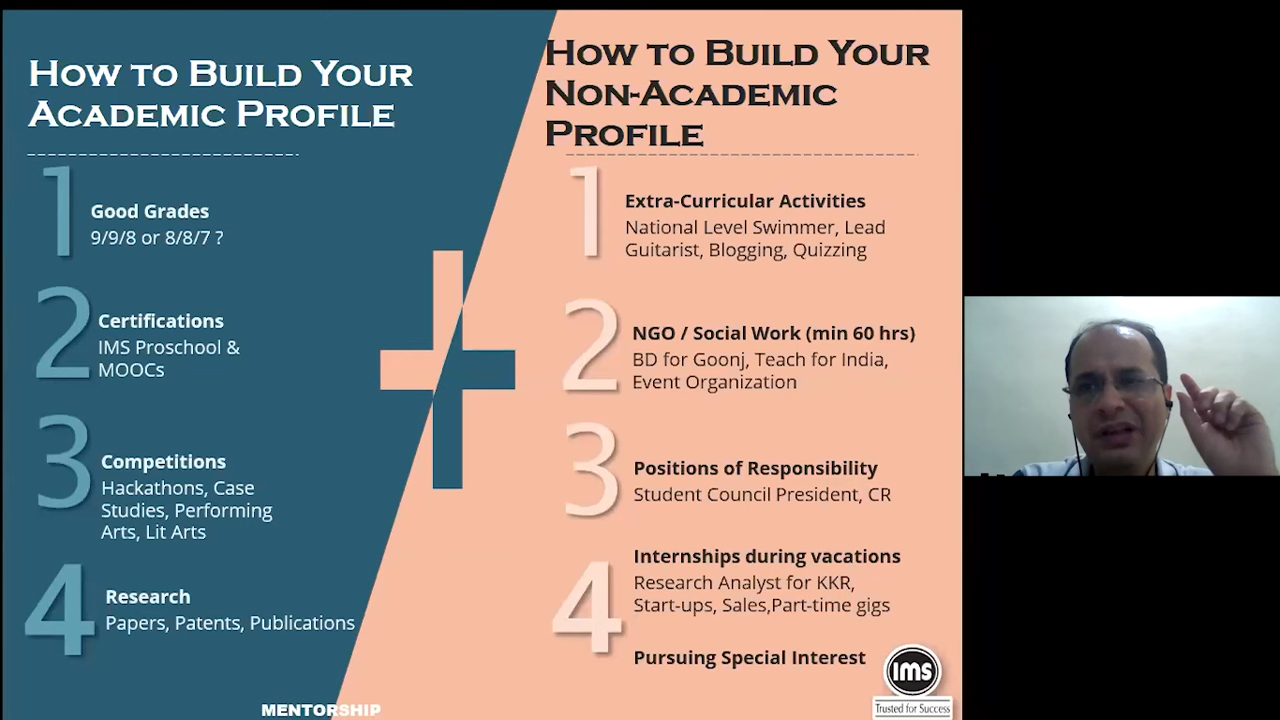 HOW TO BUILD YOUR
ACADEMIC PROFILE
1
Good Grades
9/9/8 or 8/8/7 ?
2
Certifications
IMS Proschool &
MOOCs
3
Competitions
Hackathons, Case
Studies, Performing
Arts, Lit Arts
4
Research
Papers, Patents, Publications
HOW TO BUILD YOUR
NON-ACADEMIC
PROFILE
1
Extra-Curricular Activities
National Level Swimmer, Lead
Guitarist, Blogging, Quizzing
2
NGO / Social Work (min 60 hrs)
BD for Goonj, Teach for India,
Event Organization
3
Positions of Responsibility
Student Council President, CR
4
Internships during vacations
Research Analyst for KKR,
Start-ups, Sales,Part-time gigs
Pursuing Special Interest
MENTORSHIP
ims
Trusted for Success